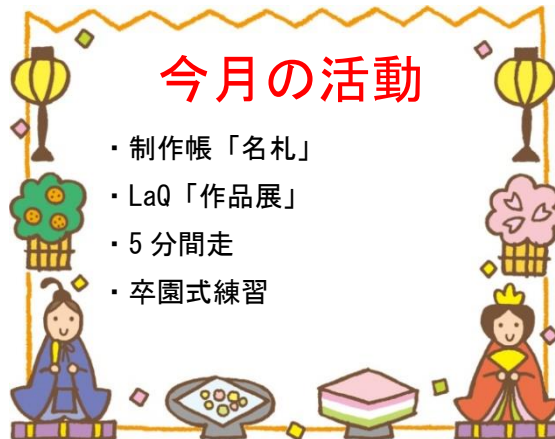 今月の活動
・制作帳「名札」
・LaQ「作品展」
・5分間走
・卒園式練習